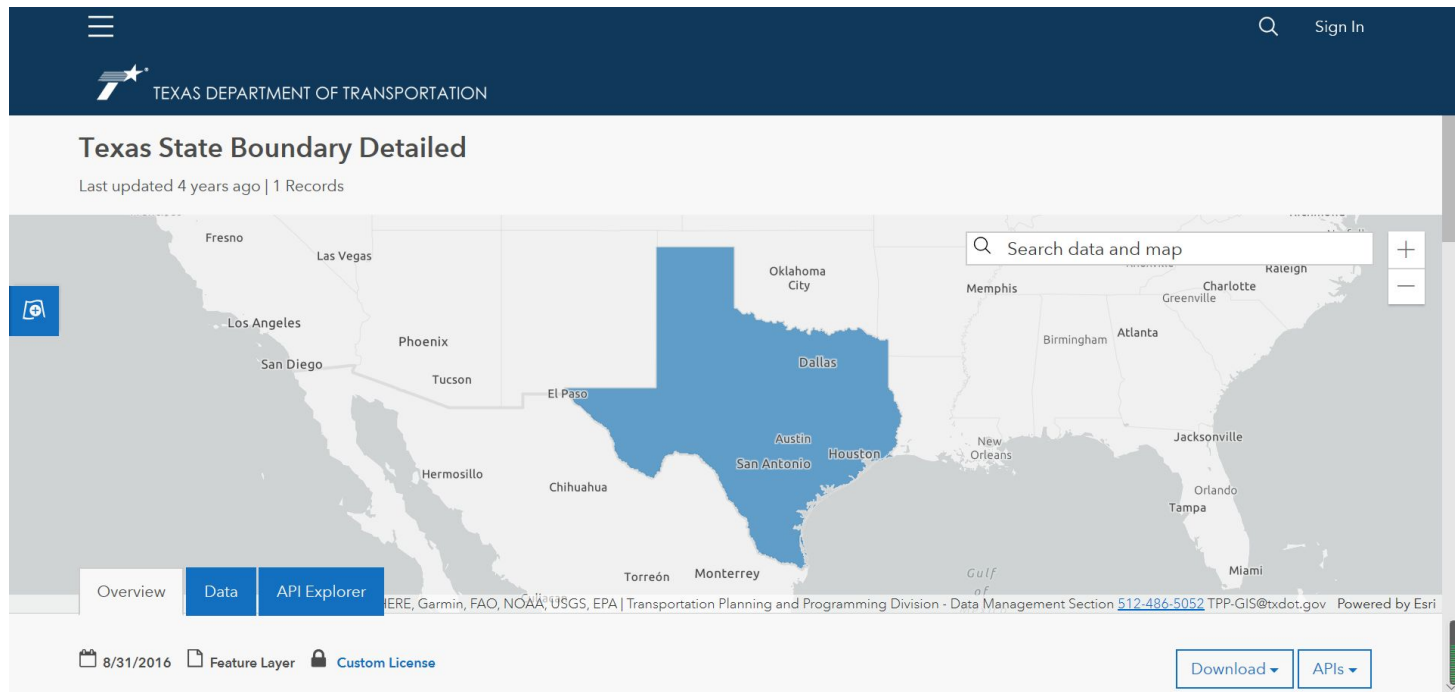 Sign In
TEXAS DEPARTMENT OF TRANSPORTATION
Texas State Boundary Detailed
Last updated 4 years ago | 1 Records
Search data and map
Fresno
Las Vegas
Oklahoma
City
Memphis
Raleigh
Charlotte
Greenville
Los Angeles
Phoenix
Birmingham
Atlanta
San Diego
Tucson
Dallas
El Paso
Austin
New
Orleans
Jacksonville
Houston
San Antonio
Hermosillo
Chihuahua
Orlando
Tampa
Torreón
Monterrey
Gulf
of
Miami
Overview
Data
API Explorer
HERE, Garmin, FAO, NOAA, USGS, EPA | Transportation Planning and Programming Division - Data Management Section 512-486-5052 TPP-GIS@txdot.gov Powered by Esri
8/31/2016 Feature Layer Custom License
Download
APIs